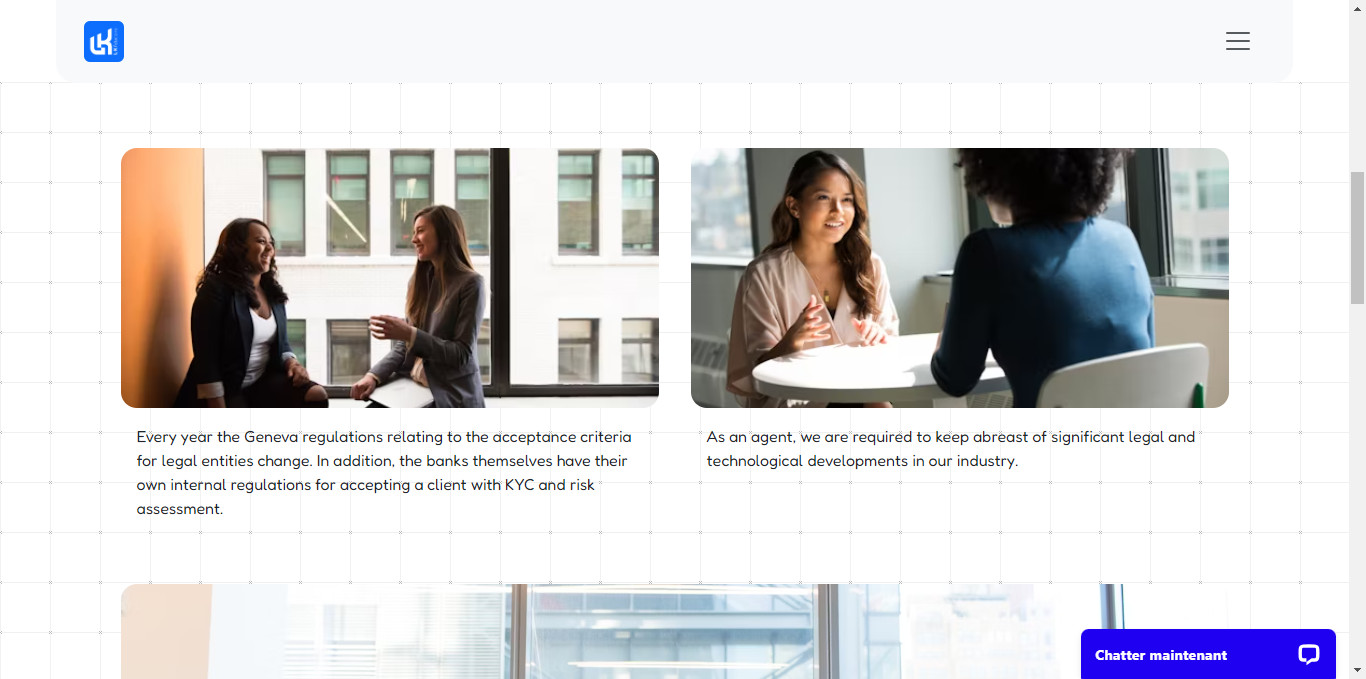 LK
Every year the Geneva regulations relating to the acceptance criteria
for legal entities change. In addition, the banks themselves have their
own internal regulations for accepting a client with KYC and risk
assessment.
As an agent, we are required to keep abreast of significant legal and
technological developments in our industry.
Chatter maintenant